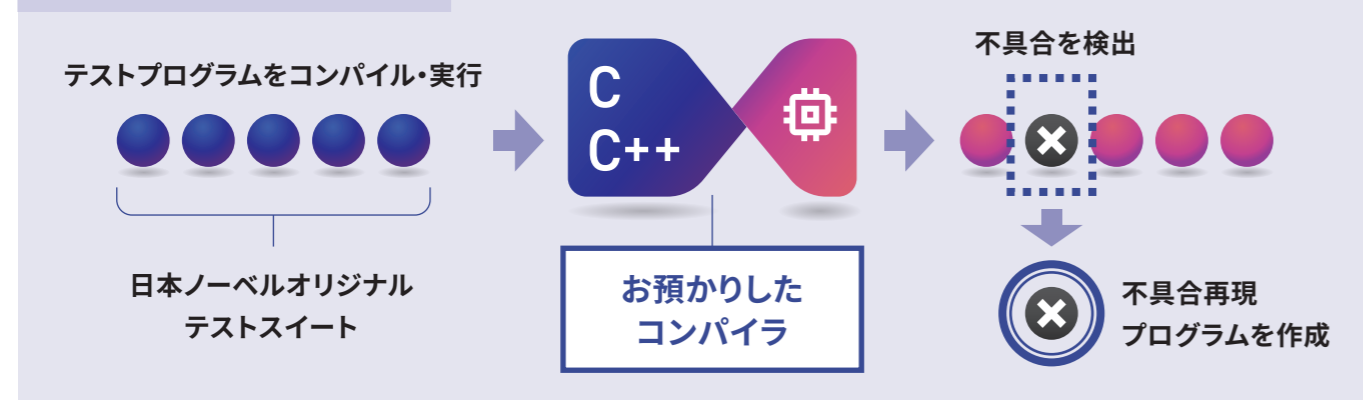 テストプログラムをコンパイル・実行
日本ノーベルオリジナル
テストスイート
C
C++
お預かりした
コンパイラ
不具合を検出
不具合再現
プログラムを作成